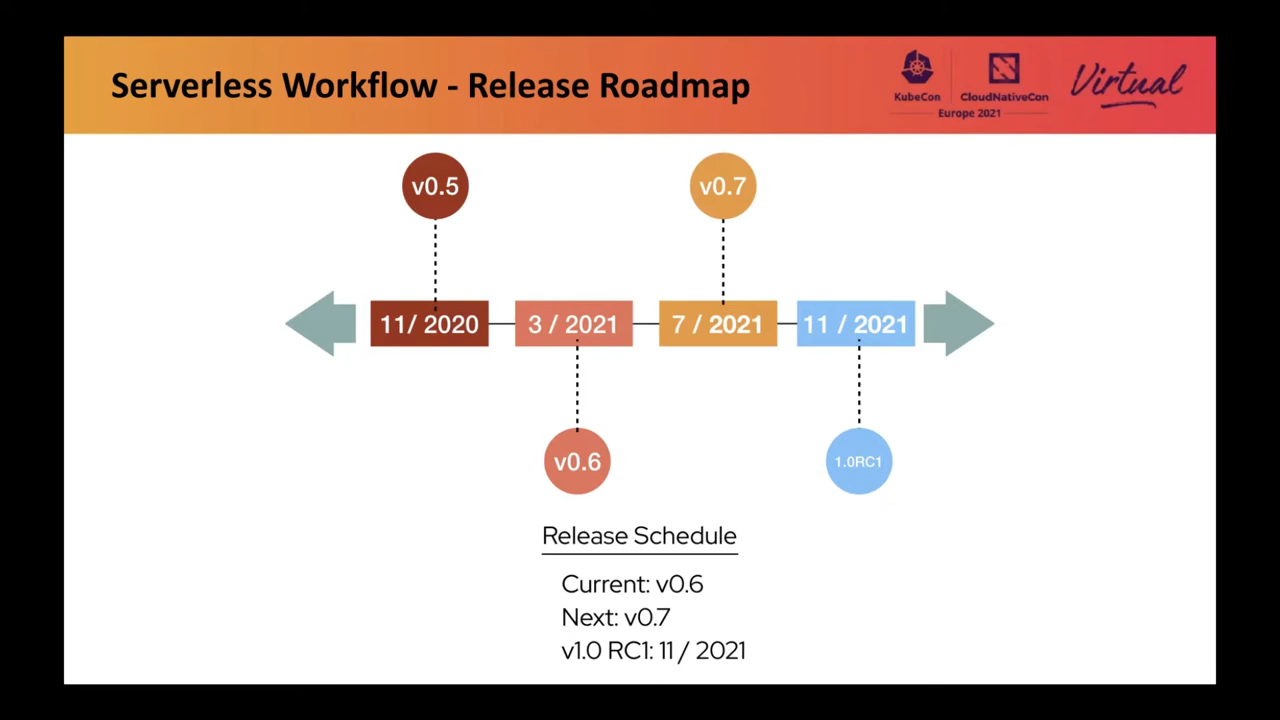 Serverless Workflow - Release Roadmap
KubeCon
CloudNativeCon
Europe 2021
Virtual
v0.5
v0.7
11/ 2020
3 / 2021
7 / 2021
11 / 2021
v0.6
1.0RC1
Release Schedule
Current: v0.6
Next: v0.7
v1.0 RC1: 11 / 2021